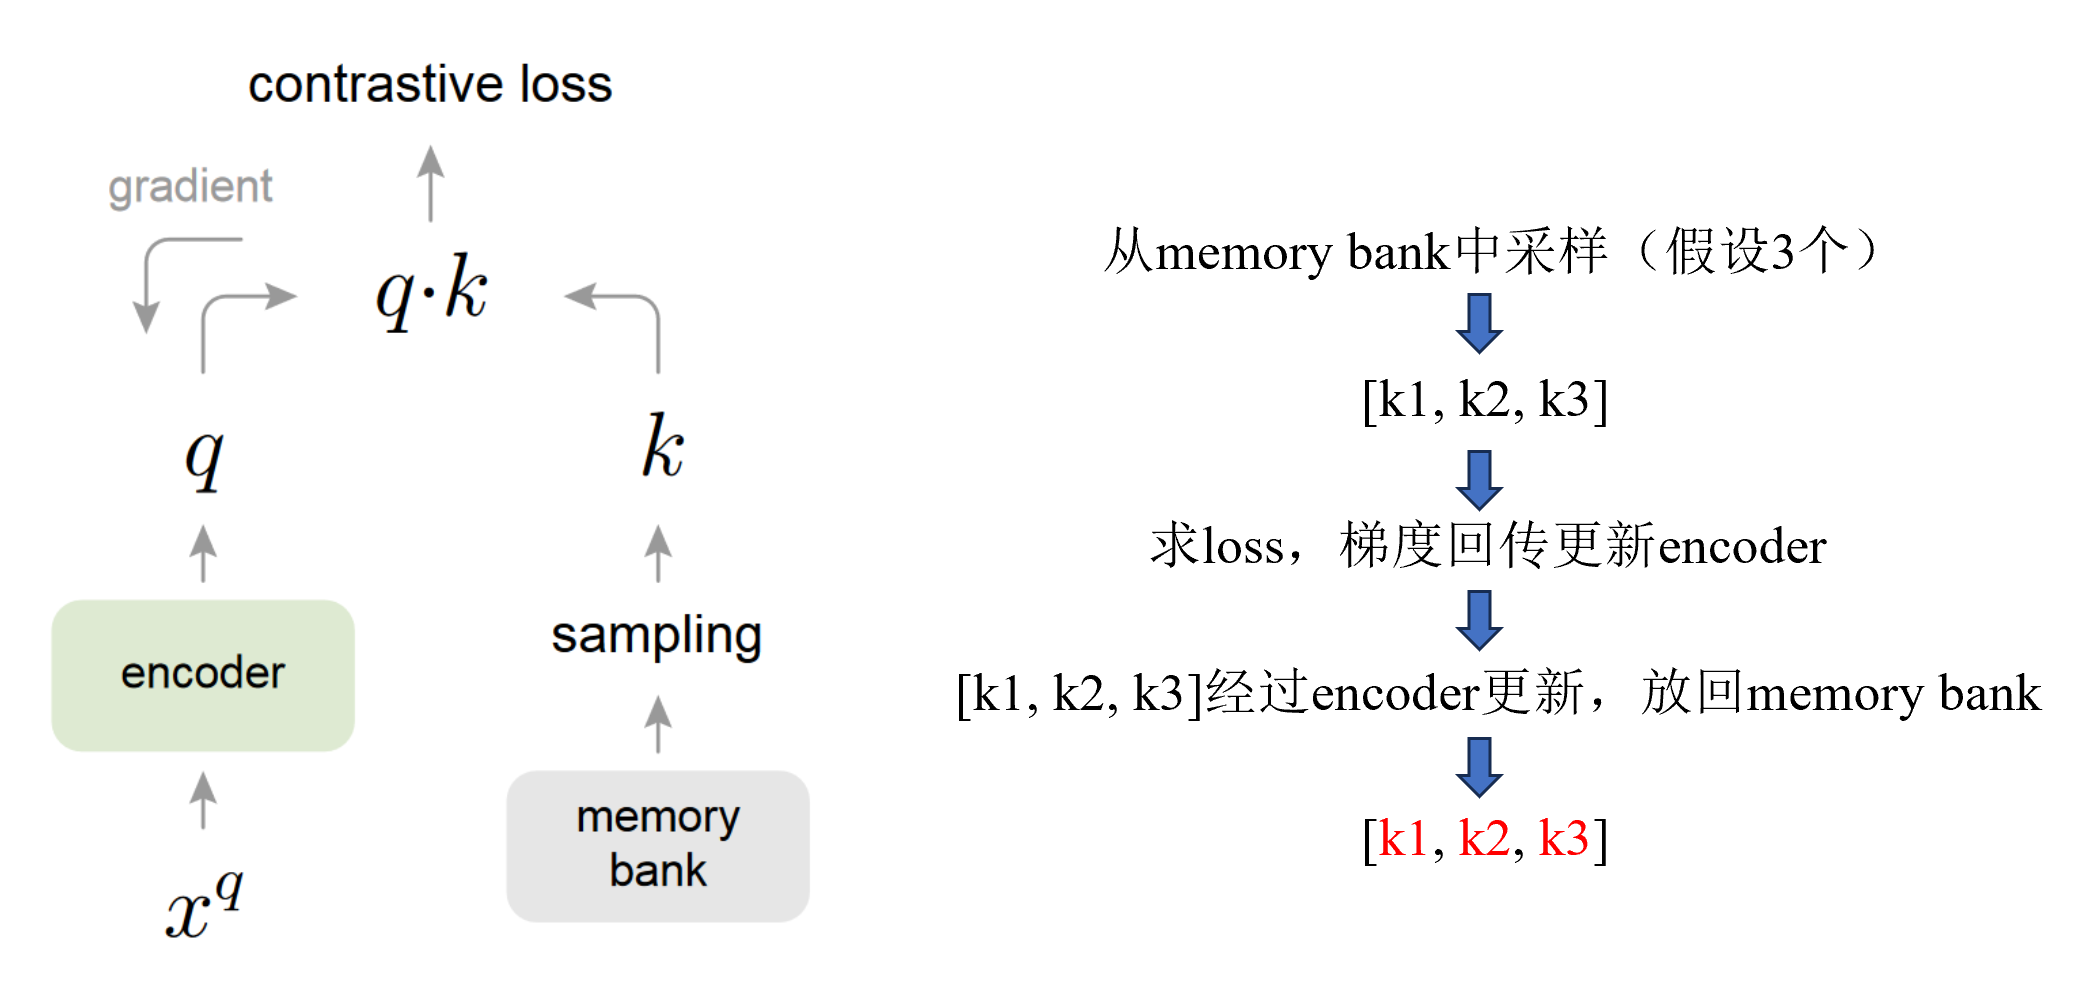 contrastive loss
gradient
q·k
q
k
encoder
sampling
memory
bank
x^q
从memory bank中采样（假设3个）
[k1, k2, k3]
求loss，梯度回传更新encoder
[k1, k2, k3]经过encoder更新，放回memory bank
[k1, k2, k3]